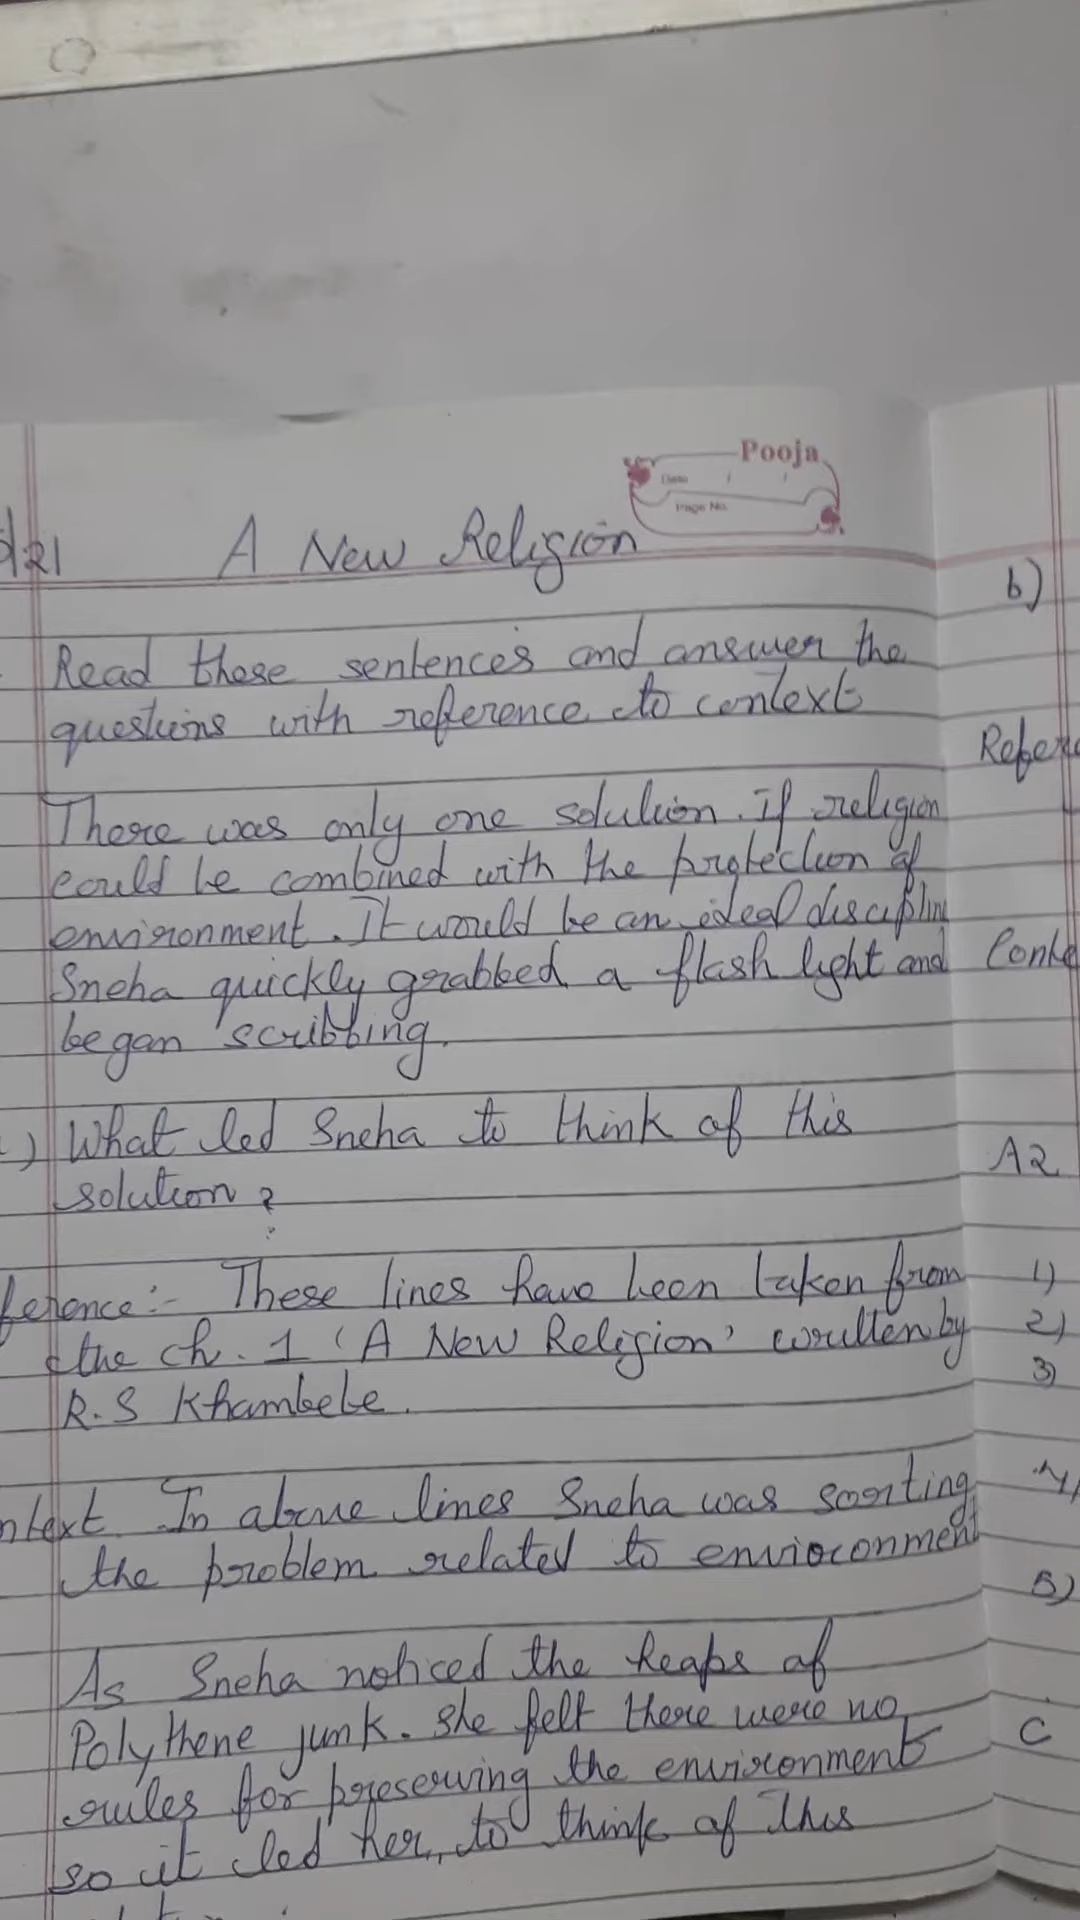 Pooja
Date / /
Page No.
A New Religion
b)
Read these sentences and answer the
questions with reference to context
There was only one solution. If religion
could be combined with the protection of
environment. It would be an ideal disciplin
Sneha quickly grabbed a flash light and
began scribbing.
) What led Sneha to think of this
solution ?
A2
ference :- These lines have been taken from
the ch. 1 'A New Religion' written by
R.S Khambete.
1)
2)
3)
ntext. In above lines Sneha was sorting
the problem related to envioronment
5)
As Sneha noticed the heaps of
Polythene junk. She felt there were no
rules for preserving the environment
so it led her, to think of this
C